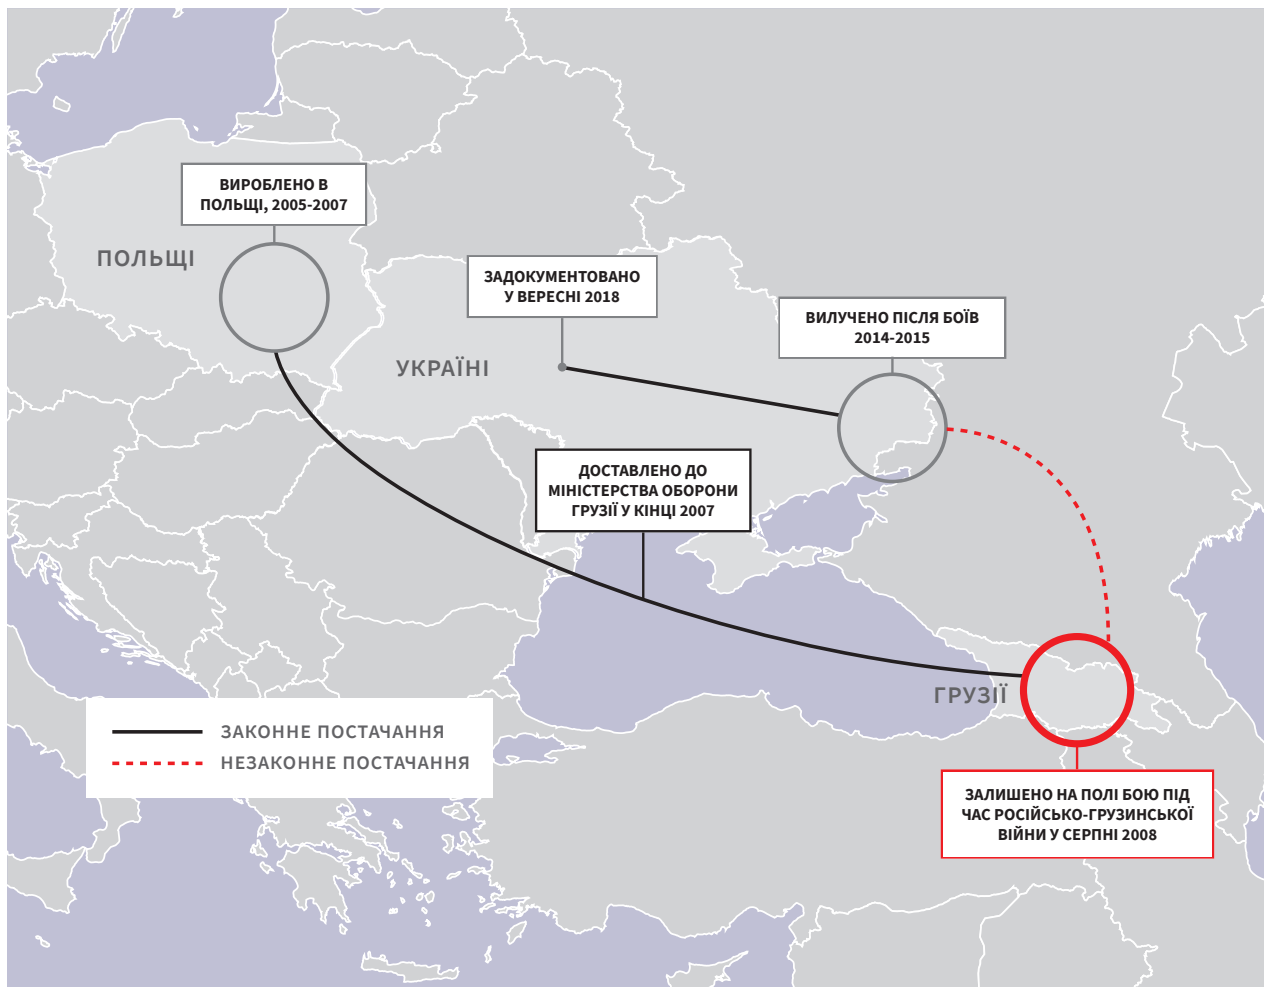 ВИРОБЛЕНО В
ПОЛЬЩІ, 2005-2007
ПОЛЬЩІ
ЗАДОКУМЕНТОВАНО
У ВЕРЕСНІ 2018
ВИЛУЧЕНО ПІСЛЯ БОЇВ
2014-2015
УКРАЇНІ
ДОСТАВЛЕНО ДО
МІНІСТЕРСТВА ОБОРОНИ
ГРУЗІЇ У КІНЦІ 2007
ГРУЗІЇ
ЗАКОННЕ ПОСТАЧАННЯ
НЕЗАКОННЕ ПОСТАЧАННЯ
ЗАЛИШЕНО НА ПОЛІ БОЮ ПІД
ЧАС РОСІЙСЬКО-ГРУЗИНСЬКОЇ
ВІЙНИ У СЕРПНІ 2008